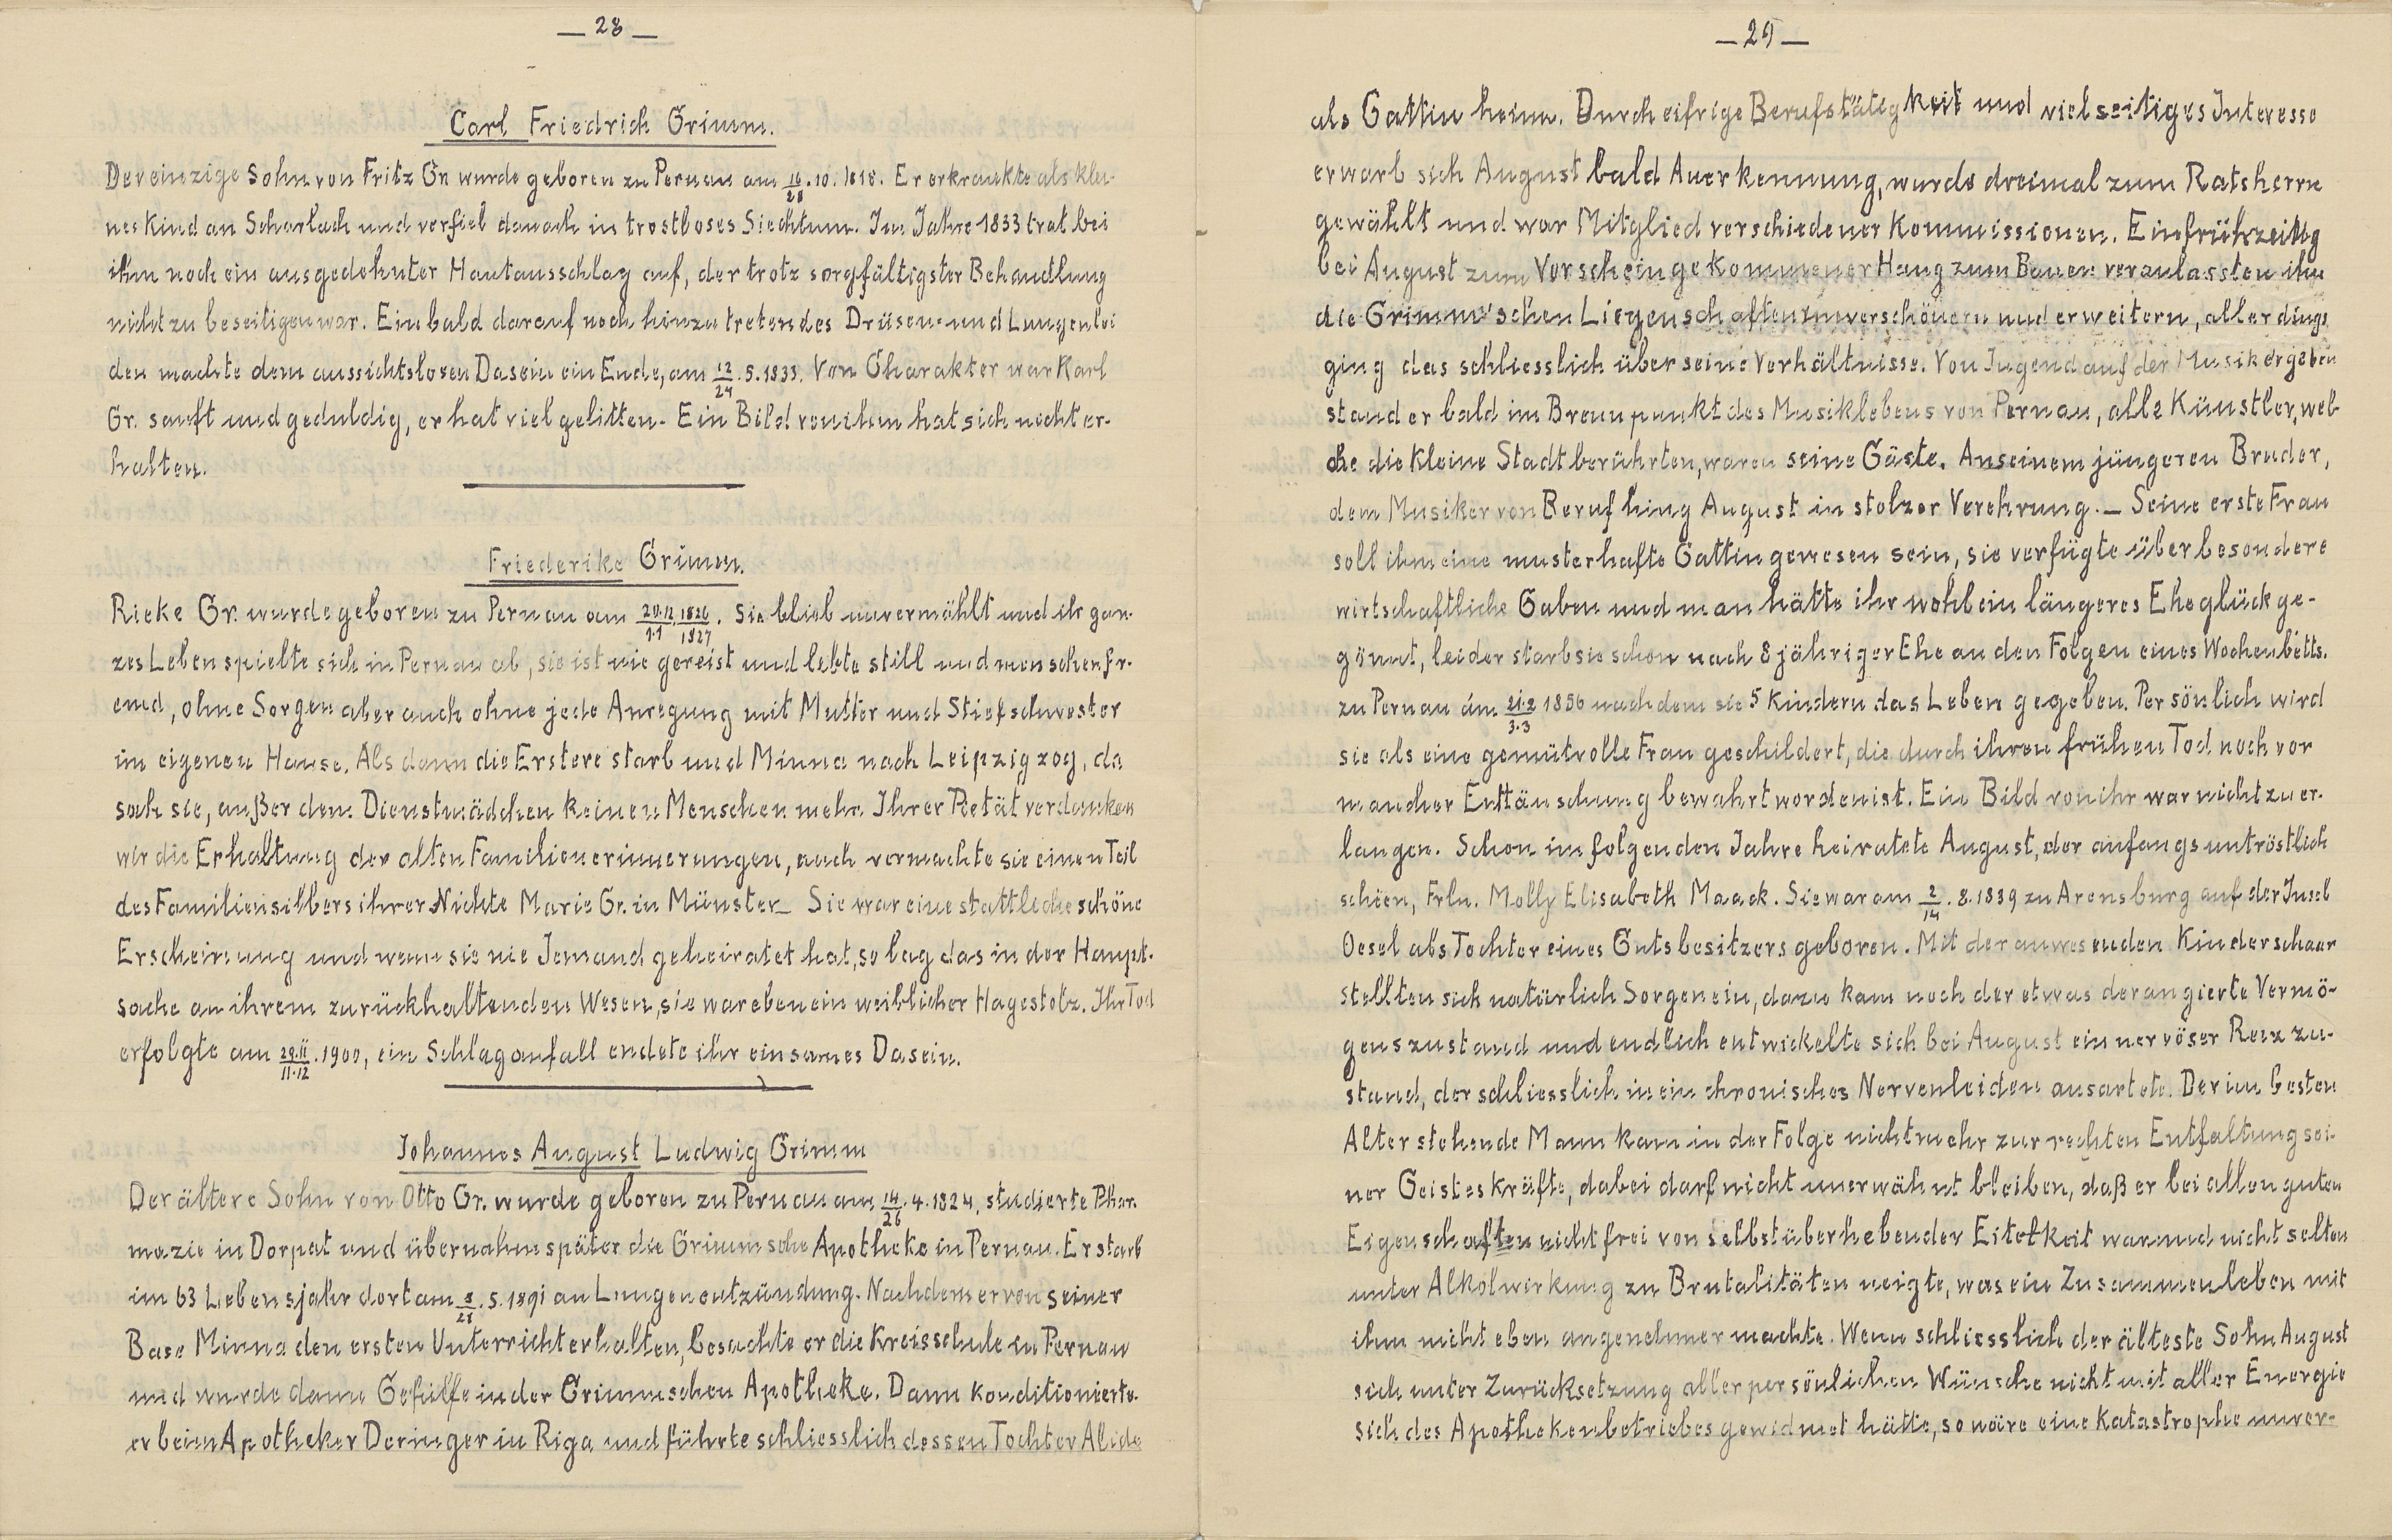 — 28 —
Carl Friedrich Grimm.
Der einzige Sohn von Fritz Gr. wurde geboren zu Pernau am 16/28.10.1818. Er erkrankte als klei-
nes Kind an Scharlach und verfiel danach in trostloses Siechtum. Im Jahre 1833 trat bei
ihm noch ein ausgedehnter Hautausschlag auf, der trotz sorgfältigster Behandlung
nicht zu beseitigen war. Ein bald darauf noch hinzu tretendes Drüsen- und Lungenlei
den machte dem aussichtslosen Dasein ein Ende, am 12/24.5.1833. Von Charakter war Karl
Gr. sanft und geduldig, er hat viel gelitten. Ein Bild von ihm hat sich nicht er-
halten.
Friederike Grimm.
Rieke Gr. wurde geboren zu Pernau am 20.12/1.1 1826/1827. Sie blieb unvermählt und ihr gan-
zes Leben spielte sich in Pernau ab, sie ist nie gereist und lebte still und menschenfr-
emd, ohne Sorgen aber auch ohne jede Anregung mit Mutter und Stiefschwester
im eigenen Hause. Als dann die Erstere starb und Minna nach Leipzig zog, da
sah sie, außer dem Dienstmädchen keinen Menschen mehr. Ihrer Pietät verdanken
wir die Erhaltung der alten Familienerinnerungen, auch vermachte sie einen Teil
des Familiensilbers ihrer Nichte Marie Gr. in Münster_ Sie war eine stattliche schöne
Erscheinung und wenn sie nie Jemand geheiratet hat, so lag das in der Haupt-
sache an ihrem zurückhaltenden Wesen, sie war eben ein weiblicher Hagestolz. Ihr Tod
erfolgte am 29.11/11.12.1900, ein Schlaganfall endete ihr einsames Dasein.
Johannes August Ludwig Grimm
Der ältere Sohn von Otto Gr. wurde geboren zu Pernau am 14/26.4.1824, studierte Phar-
mazie in Dorpat und übernahm später die Grimmsche Apotheke in Pernau. Er starb
im 63 Lebensjahr dort am 5.1891 an Lungenentzündung. Nachdem er von seiner
Base Minna den ersten Unterricht erhalten, besuchte er die Kreisschule in Pernau
und wurde dann Gehilfe in der Grimmschen Apotheke. Dann konditionierte
er beim Apotheker Deringer in Riga und führte schliesslich dessen Tochter Alide
— 29 —
als Gattin heim. Durch eifrige Berufstätigkeit und vielseitiges Interesse
erwarb sich August bald Anerkennung, wurde dreimal zum Ratsherrn
gewählt und war Mitglied verschiedener Kommissionen. Ein frühzeitig
bei August zum Vorschein gekommener Hang zum Bauen veranlassten ihn
die Grimm'schen Liegenschaften zu verschönern und erweitern, allerdings
ging das schliesslich über seine Verhältnisse. Von Jugend auf der Musik ergeben
stand er bald im Brennpunkt des Musiklebens von Pernau, alle Künstler, wel-
che die kleine Stadt berührten, waren seine Gäste. An seinem jüngeren Bruder,
dem Musiker von Beruf hing August in stolzer Verehrung. — Seine erste Frau
soll ihm eine musterhafte Gattin gewesen sein, sie verfügte über besondere
wirtschaftliche Gaben und man hätte ihr wohl ein längeres Eheglück ge-
gönnt, leider starb sie schon nach 8 jähriger Ehe an den Folgen eines Wochenbetts.
zu Pernau am 21.2/3.3 1856 nachdem sie 5 Kindern das Leben gegeben. Persönlich wird
sie als eine gemütvolle Frau geschildert, die durch ihren frühen Tod noch vor
mancher Enttäuschung bewahrt worden ist. Ein Bild von ihr war nicht zu er-
langen. Schon im folgenden Jahre heiratete August, der anfangs untröstlich
schien, Frln. Molly Elisabeth Maack. Sie war am 2/14.8.1839 zu Arensburg auf der Insel
Oesel als Tochter eines Gutsbesitzers geboren. Mit der anwesenden Kinderschaar
stellten sich natürlich Sorgen ein, dazu kam noch der etwas derangierte Vermö-
genszustand und endlich entwickelte sich bei August ein nervöser Reizzu-
stand, der schliesslich in ein chronisches Nervenleiden ausartete. Der im besten
Alter stehende Mann kam in der Folge nicht mehr zur rechten Entfaltung sei-
ner Geisteskräfte, dabei darf nicht unerwähnt bleiben, daß er bei allen guten
Eigenschaften nicht frei von selbstüberhebender Eitelkeit war und nicht selten
unter Alkolwirkung zu Brutalitäten neigte, was ein Zusammenleben mit
ihm nicht eben angenehmer machte. Wenn schliesslich der älteste Sohn August
sich unter Zurücksetzung aller persönlichen Wünsche nicht mit aller Energie
sich des Apothekenbetriebes gewidmet hätte, so wäre eine Katastrophe unver-